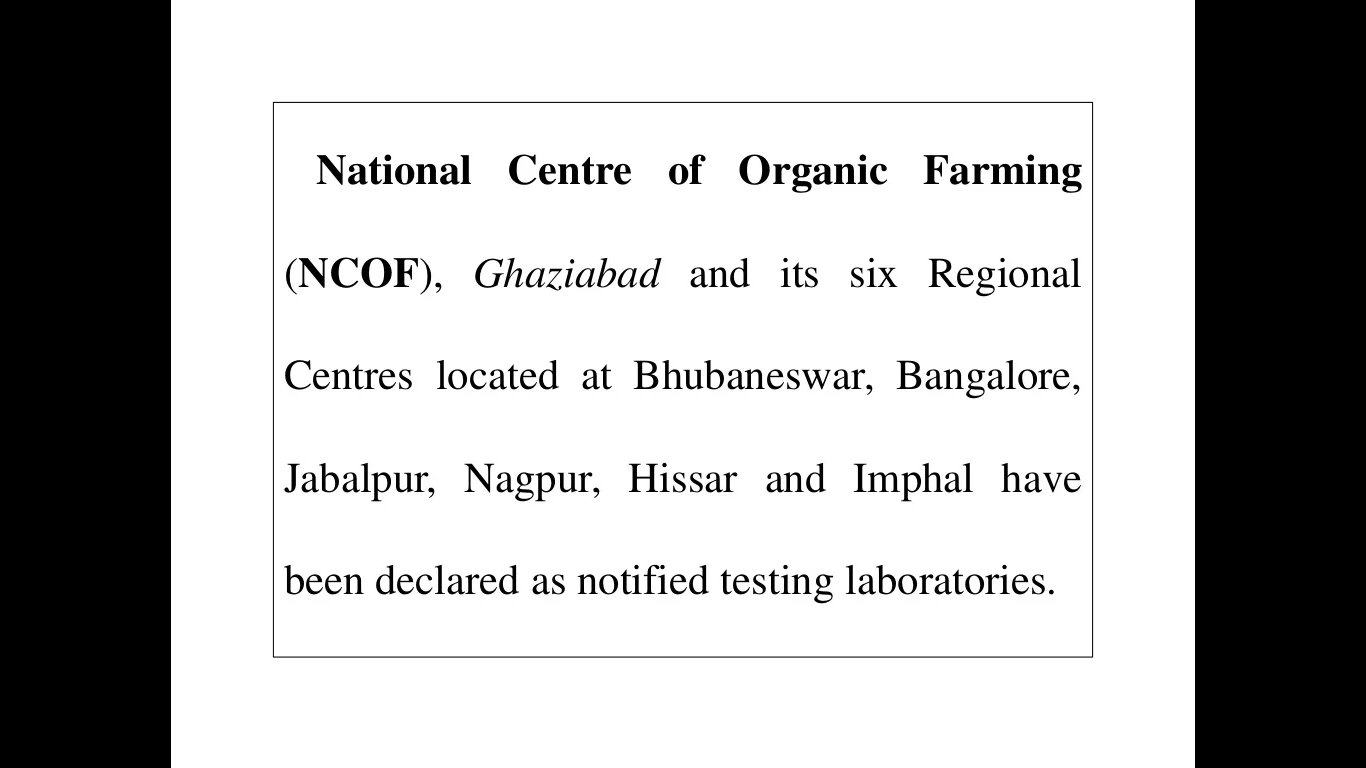 National Centre of Organic Farming
(NCOF), Ghaziabad and its six Regional
Centres located at Bhubaneswar, Bangalore,
Jabalpur, Nagpur, Hissar and Imphal have
been declared as notified testing laboratories.